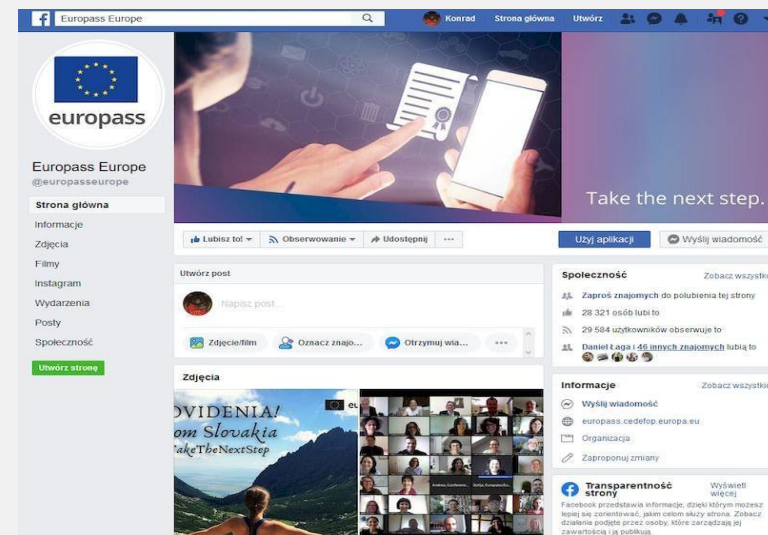 Europass Europe
Konrad
Strona główna
Utwórz
europass
Europass Europe
@europasseurope
Strona główna
Informacje
Zdjęcia
Filmy
Instagram
Wydarzenia
Posty
Społeczność
Utwórz stronę
Take the next step.
Lubisz to!
Obserwowanie
Udostępnij
Użyj aplikacji
Wyślij wiadomość
Utwórz post
Napisz post...
Zdjęcie/film
Oznacz znajo...
Otrzymuj wia...
Zdjęcia
OVIDENIA!
om Slovakia
TakeTheNextStep
eu
Społeczność
Zobacz wszystko
Zaproś znajomych do polubienia tej strony
28 321 osób lubi to
29 584 użytkowników obserwuje to
Daniel Łaga i 46 innych znajomych lubią to
Informacje
Zobacz wszystko
Wyślij wiadomość
europass.cedefop.europa.eu
Organizacja
Zaproponuj zmiany
Transparentność
strony
Wyświetl
więcej
Facebook przedstawia informacje, dzięki którym możesz
lepiej się zorientować, jakim celom służy strona. Zobacz
działania podjęte przez osoby, które zarządzają jej
zawartością i ją publikują.